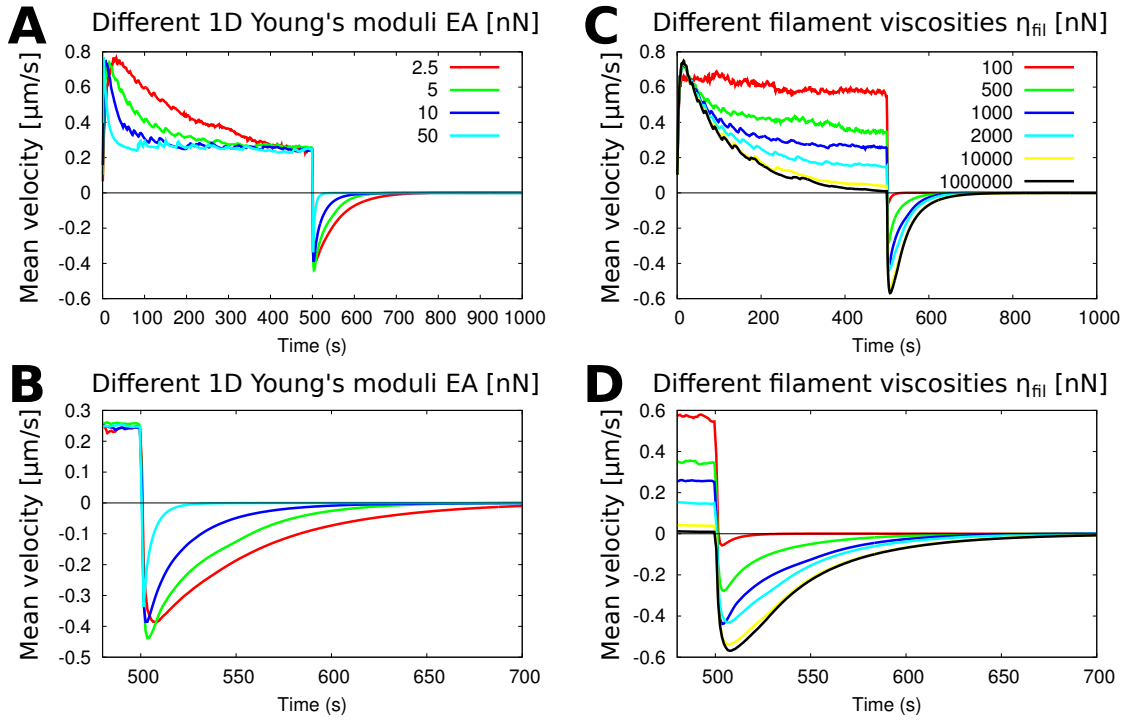 A
Different 1D Young's moduli EA [nN]
Mean velocity [µm/s]
0.8
0.6
0.4
0.2
0
-0.2
-0.4
-0.6
2.5
5
10
50
0 100 200 300 400 500 600 700 800 900 1000
Time (s)
C
Different filament viscosities ηfil [nN]
Mean velocity [µm/s]
0.8
0.6
0.4
0.2
0
-0.2
-0.4
-0.6
100
500
1000
2000
10000
1000000
0 200 400 600 800 1000
Time (s)
B
Different 1D Young's moduli EA [nN]
Mean velocity [µm/s]
0.3
0.2
0.1
0
-0.1
-0.2
-0.3
-0.4
-0.5
500 550 600 650 700
Time (s)
D
Different filament viscosities ηfil [nN]
Mean velocity [µm/s]
0.6
0.4
0.2
0
-0.2
-0.4
-0.6
500 550 600 650 700
Time (s)